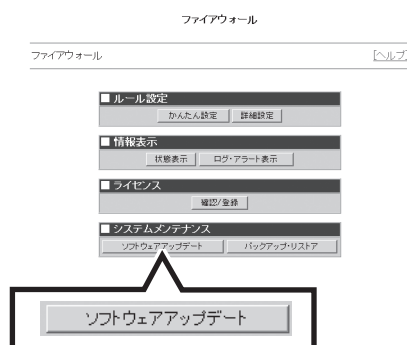 ファイアウォール
ファイアウォール [ヘルプ]
■ ルール設定
かんたん設定 詳細設定
■ 情報表示
状態表示 ログ・アラート表示
■ ライセンス
確認/登録
■ システムメンテナンス
ソフトウェアアップデート バックアップ・リストア
ソフトウェアアップデート